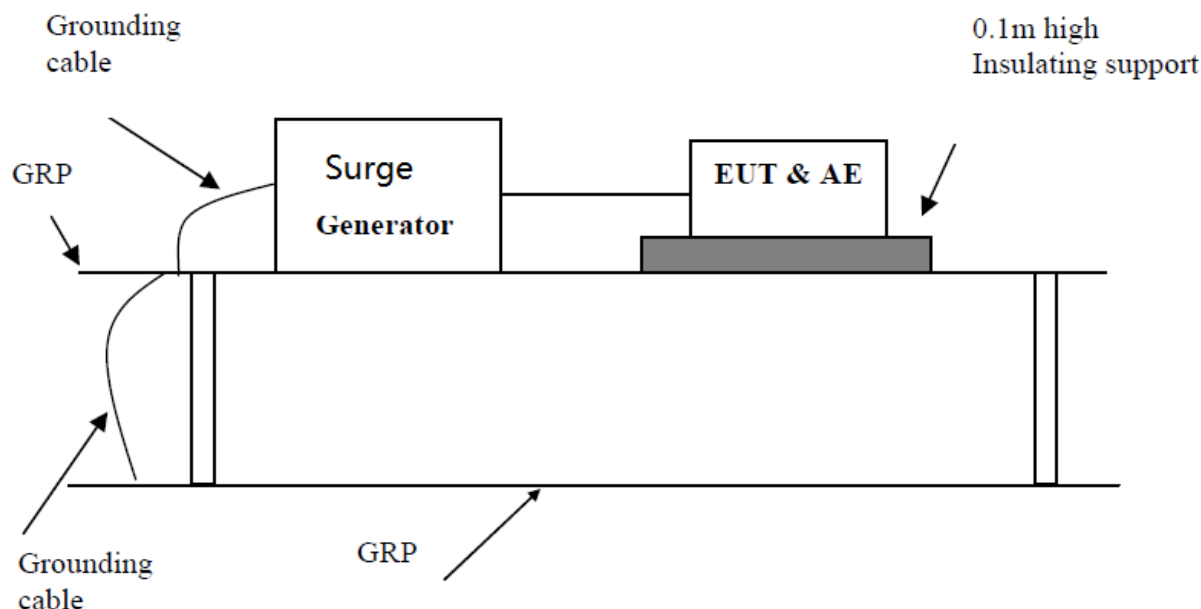 Grounding
cable
0.1m high
Insulating support
GRP
Surge
Generator
EUT & AE
Grounding
cable
GRP